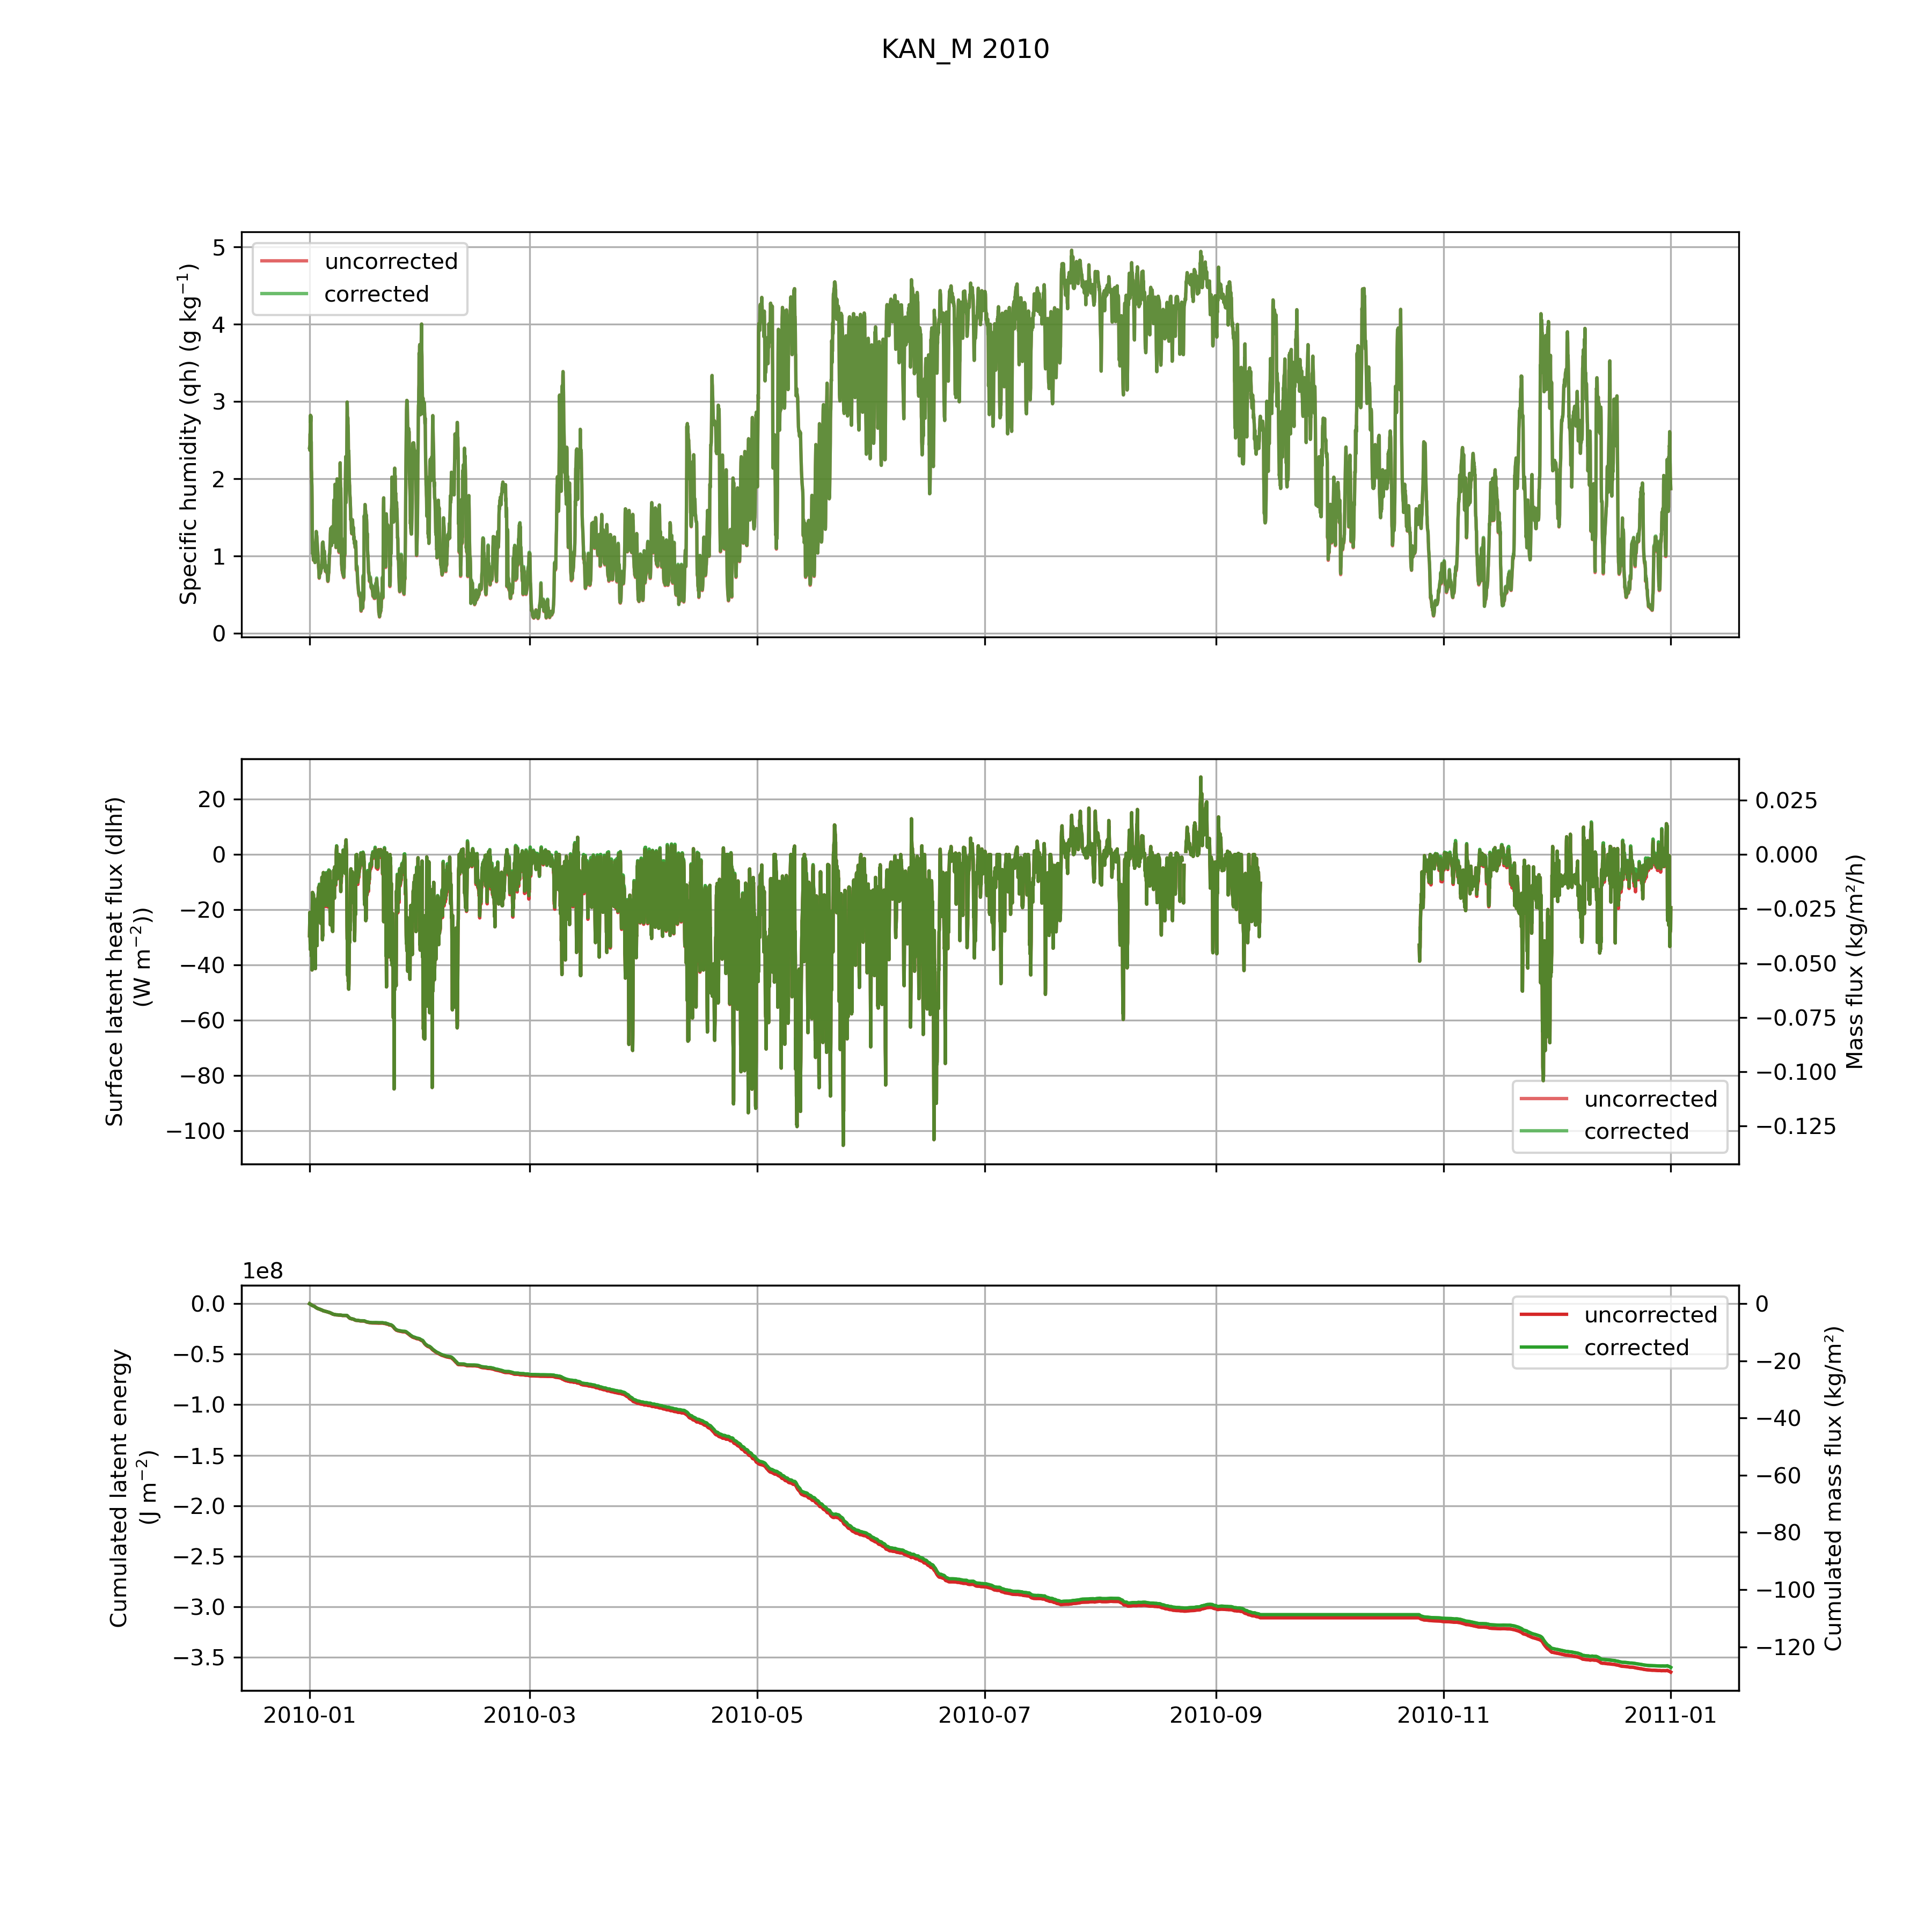 KAN_M 2010
Specific humidity (qh) (g kg⁻¹)
5
4
3
2
1
0
uncorrected
corrected
Surface latent heat flux (dlhf)
(W m⁻²))
20
0
−20
−40
−60
−80
−100
0.025
0.000
−0.025
−0.050
−0.075
−0.100
−0.125
Mass flux (kg/m²/h)
uncorrected
corrected
1e8
Cumulated latent energy
(J m⁻²)
0.0
−0.5
−1.0
−1.5
−2.0
−2.5
−3.0
−3.5
uncorrected
corrected
0
−20
−40
−60
−80
−100
−120
Cumulated mass flux (kg/m²)
2010-01 2010-03 2010-05 2010-07 2010-09 2010-11 2011-01